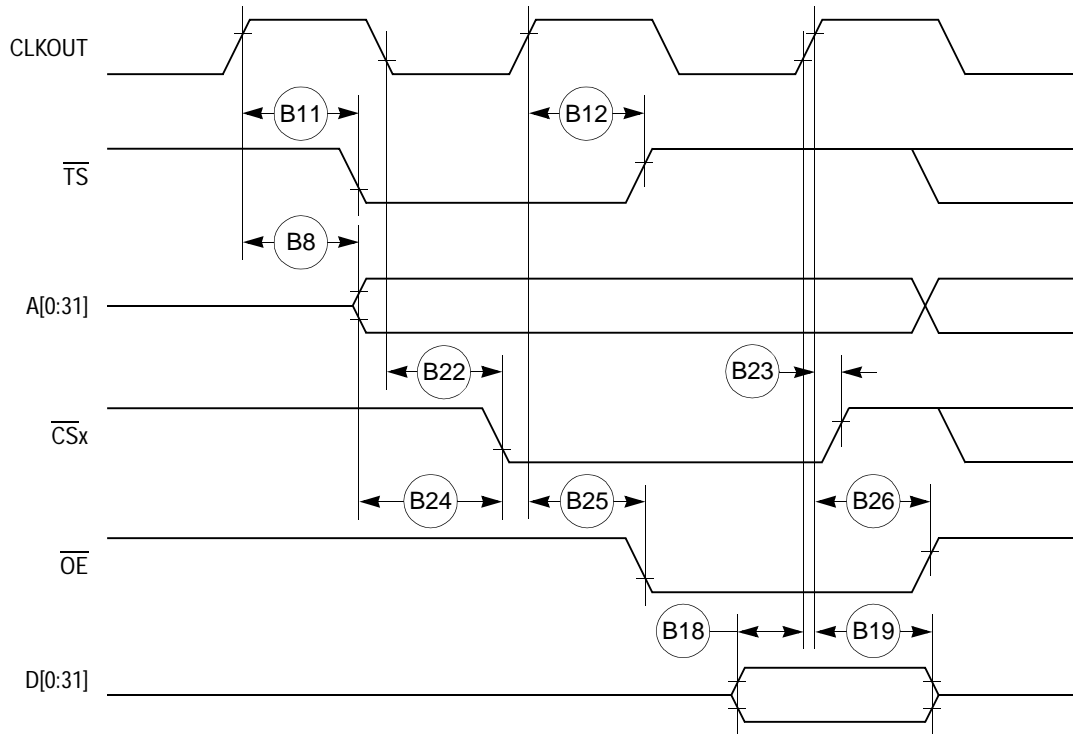 CLKOUT
B11
B12
TS
B8
A[0:31]
B22
B23
CSx
B24
B25
B26
OE
B18
B19
D[0:31]